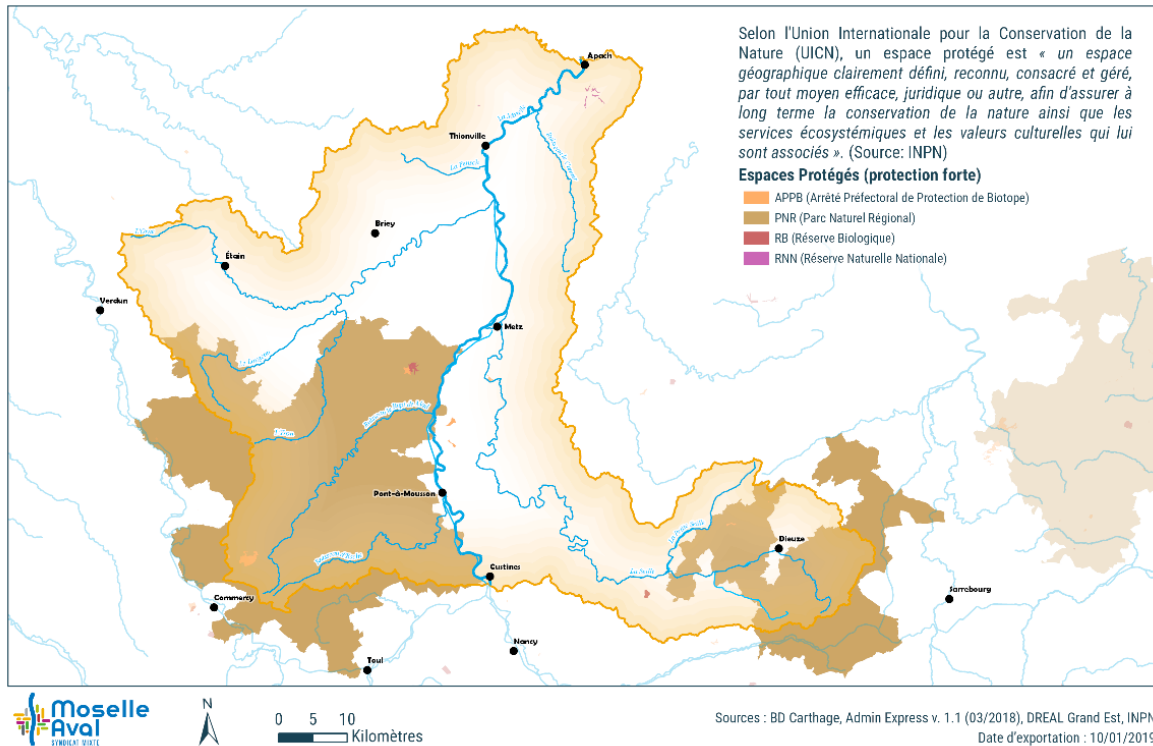 Selon l'Union Internationale pour la Conservation de la
Nature (UICN), un espace protégé est « un espace
géographique clairement défini, reconnu, consacré et géré,
par tout moyen efficace, juridique ou autre, afin d'assurer à
long terme la conservation de la nature ainsi que les
services écosystémiques et les valeurs culturelles qui lui
sont associés ». (Source: INPN)
Espaces Protégés (protection forte)
APPB (Arrêté Préfectoral de Protection de Biotope)
PNR (Parc Naturel Régional)
RB (Réserve Biologique)
RNN (Réserve Naturelle Nationale)
Apach
Thionville
Briey
Étain
Verdun
Metz
Pont-à-Mousson
Dieuze
Custines
Commercy
Sarrebourg
Nancy
Toul
La Seille
Moselle
Aval
SYNDICAT MIXTE
N
0 5 10
Kilomètres
Sources : BD Carthage, Admin Express v. 1.1 (03/2018), DREAL Grand Est, INPN
Date d'exportation : 10/01/2019